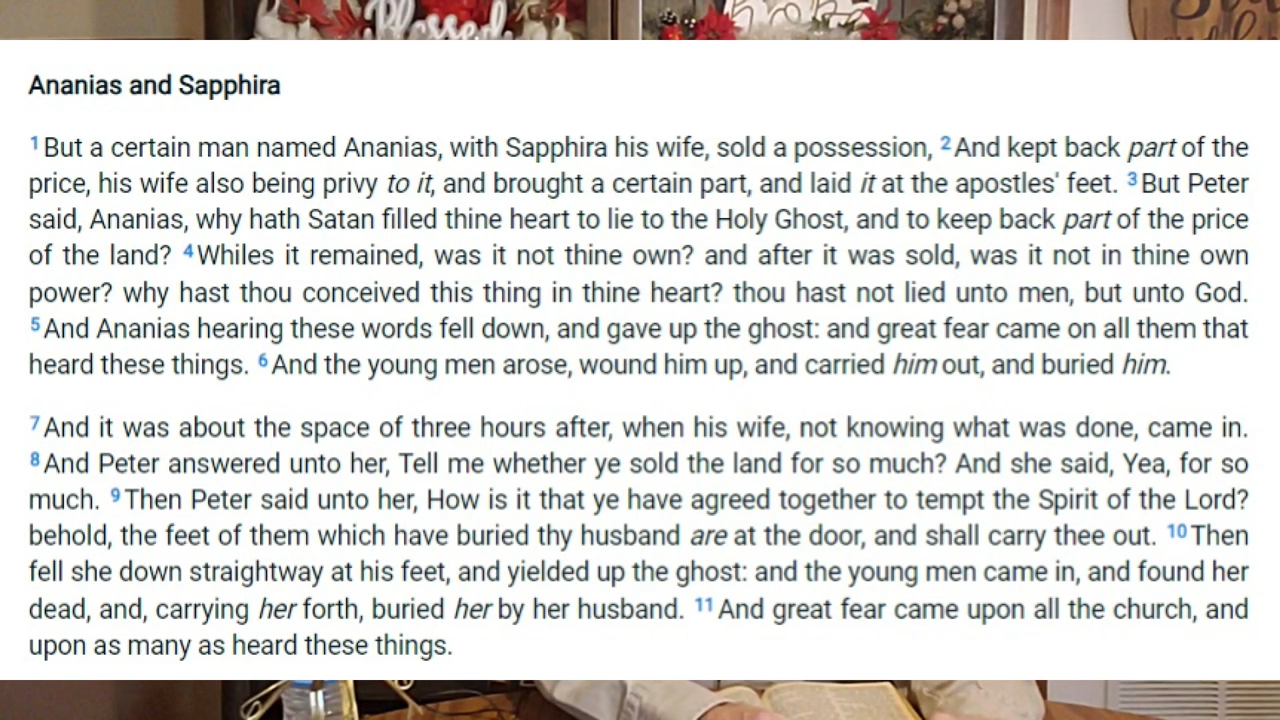 Blessed
Ananias and Sapphira
1 But a certain man named Ananias, with Sapphira his wife, sold a possession, 2 And kept back part of the
price, his wife also being privy to it, and brought a certain part, and laid it at the apostles' feet. 3 But Peter
said, Ananias, why hath Satan filled thine heart to lie to the Holy Ghost, and to keep back part of the price
of the land? 4 Whiles it remained, was it not thine own? and after it was sold, was it not in thine own
power? why hast thou conceived this thing in thine heart? thou hast not lied unto men, but unto God.
5 And Ananias hearing these words fell down, and gave up the ghost: and great fear came on all them that
heard these things. 6 And the young men arose, wound him up, and carried him out, and buried him.
7 And it was about the space of three hours after, when his wife, not knowing what was done, came in.
8 And Peter answered unto her, Tell me whether ye sold the land for so much? And she said, Yea, for so
much. 9 Then Peter said unto her, How is it that ye have agreed together to tempt the Spirit of the Lord?
behold, the feet of them which have buried thy husband are at the door, and shall carry thee out. 10 Then
fell she down straightway at his feet, and yielded up the ghost: and the young men came in, and found her
dead, and, carrying her forth, buried her by her husband. 11 And great fear came upon all the church, and
upon as many as heard these things.